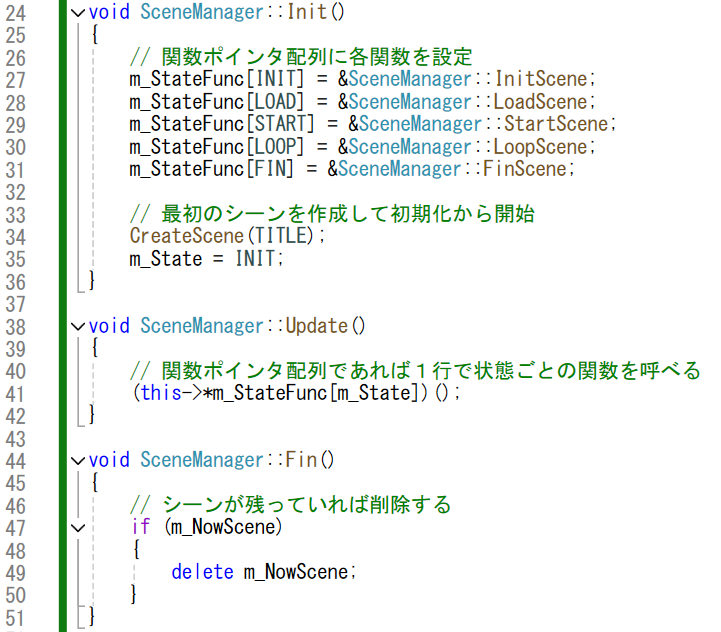 24 void SceneManager::Init()
25 {
26 // 関数ポインタ配列に各関数を設定
27 m_StateFunc[INIT] = &SceneManager::InitScene;
28 m_StateFunc[LOAD] = &SceneManager::LoadScene;
29 m_StateFunc[START] = &SceneManager::StartScene;
30 m_StateFunc[LOOP] = &SceneManager::LoopScene;
31 m_StateFunc[FIN] = &SceneManager::FinScene;
32
33 // 最初のシーンを作成して初期化から開始
34 CreateScene(TITLE);
35 m_State = INIT;
36 }
37
38 void SceneManager::Update()
39 {
40 // 関数ポインタ配列であれば１行で状態ごとの関数を呼べる
41 (this->*m_StateFunc[m_State])();
42 }
43
44 void SceneManager::Fin()
45 {
46 // シーンが残っていれば削除する
47 if (m_NowScene)
48 {
49 delete m_NowScene;
50 }
51 }